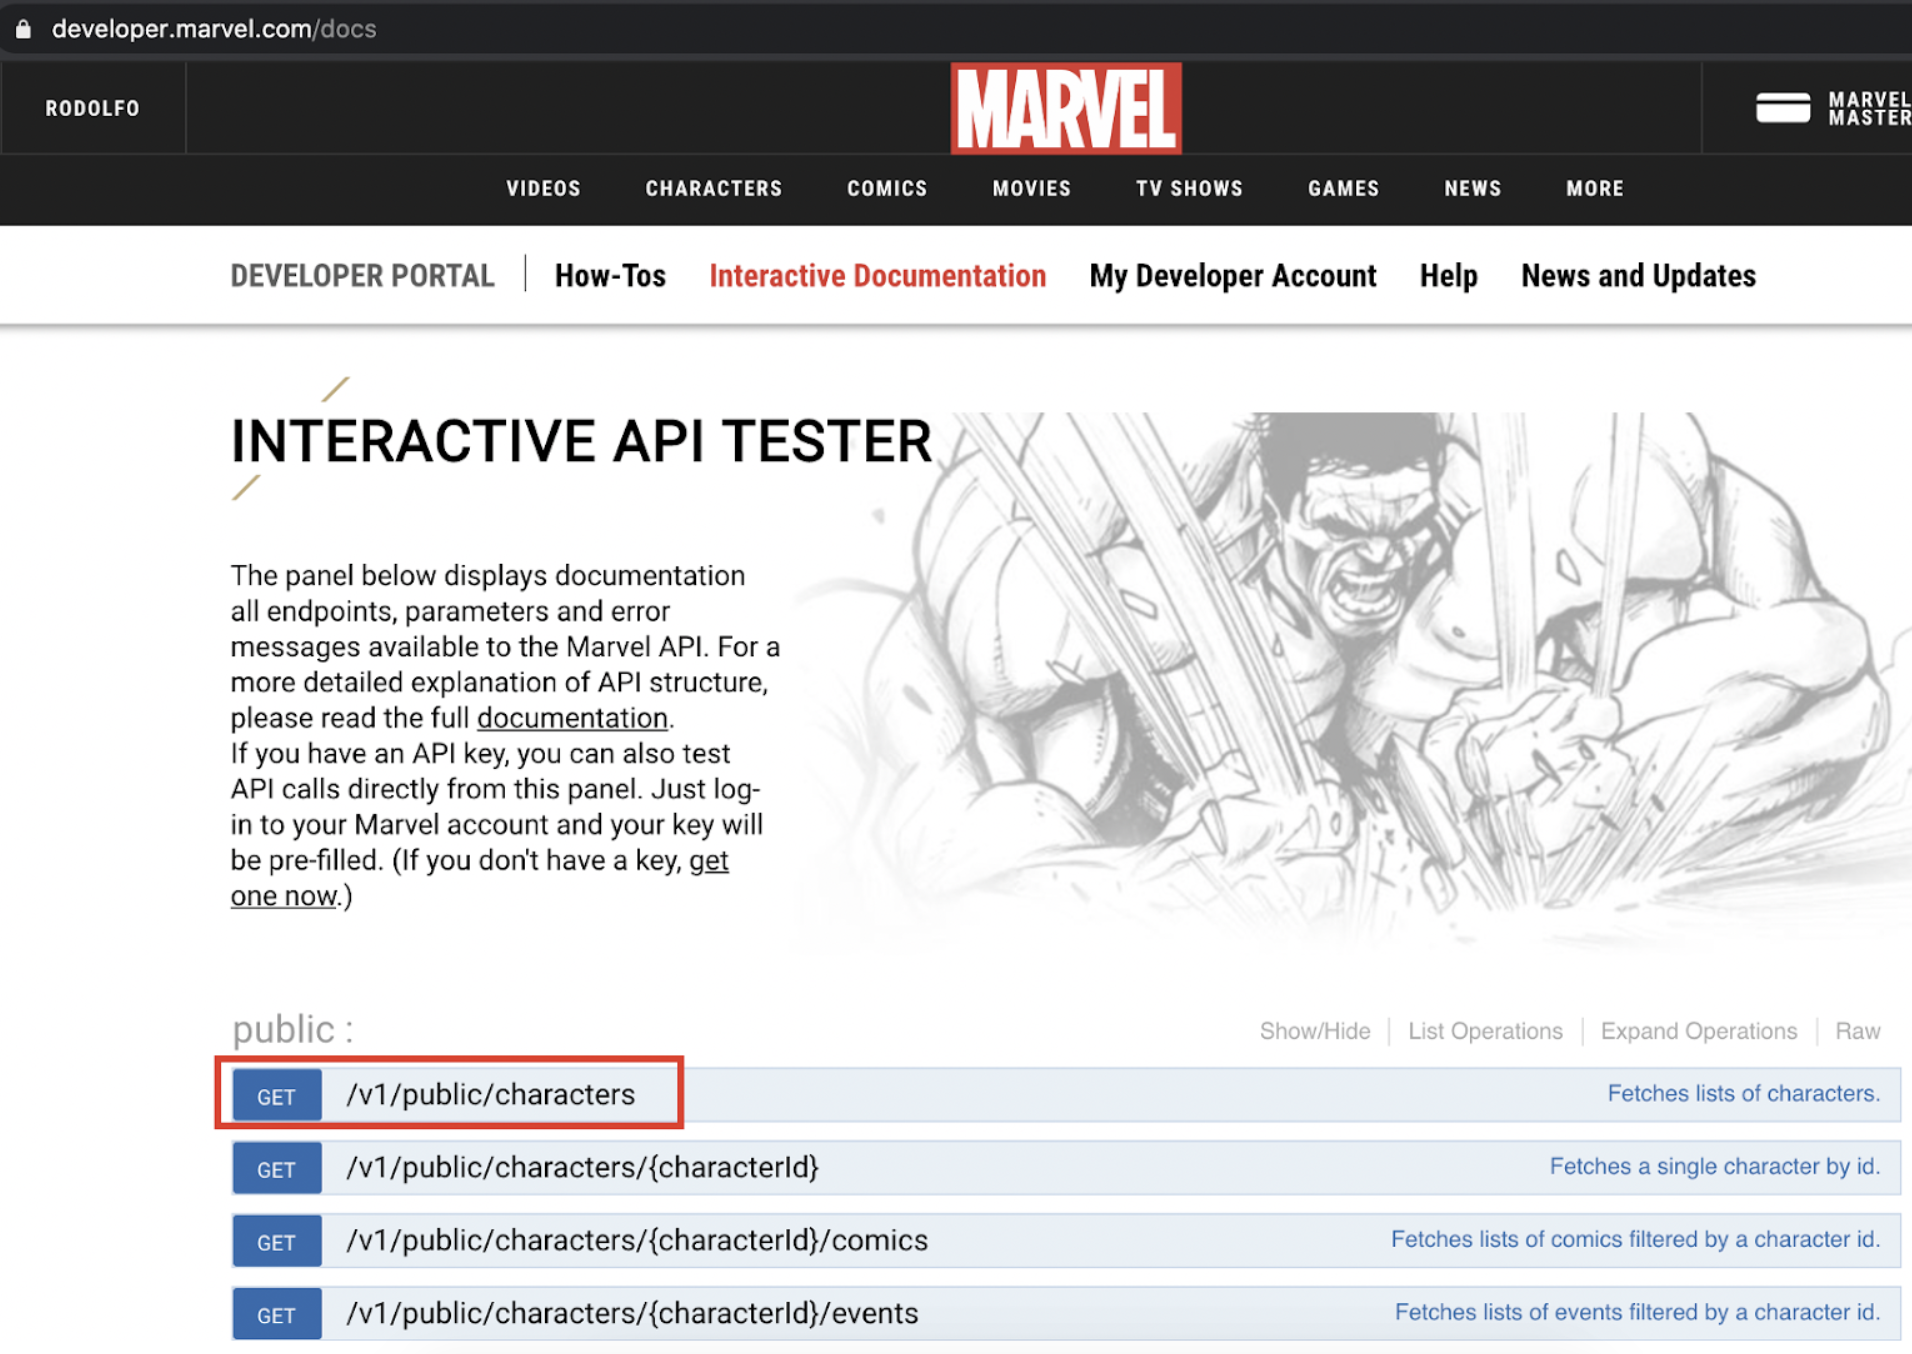 developer.marvel.com/docs
RODOLFO
MARVEL
MARVEL
MASTER
VIDEOS CHARACTERS COMICS MOVIES TV SHOWS GAMES NEWS MORE
DEVELOPER PORTAL How-Tos Interactive Documentation My Developer Account Help News and Updates
INTERACTIVE API TESTER
The panel below displays documentation
all endpoints, parameters and error
messages available to the Marvel API. For a
more detailed explanation of API structure,
please read the full documentation.
If you have an API key, you can also test
API calls directly from this panel. Just log-
in to your Marvel account and your key will
be pre-filled. (If you don't have a key, get
one now.)
public :
Show/Hide List Operations Expand Operations Raw
GET /v1/public/characters Fetches lists of characters.
GET /v1/public/characters/{characterId} Fetches a single character by id.
GET /v1/public/characters/{characterId}/comics Fetches lists of comics filtered by a character id.
GET /v1/public/characters/{characterId}/events Fetches lists of events filtered by a character id.